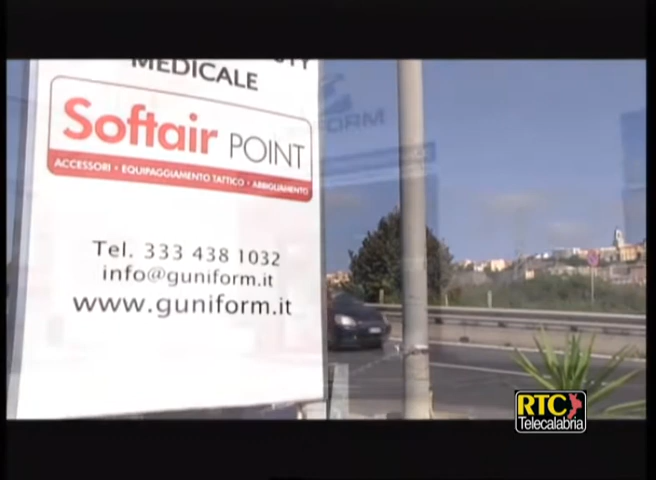 MEDICALE
Softair POINT
ACCESSORI • EQUIPAGGIAMENTO TATTICO • ABBIGLIAMENTO
Tel. 333 438 1032
info@guniform.it
www.guniform.it
RTC
Telecalabria